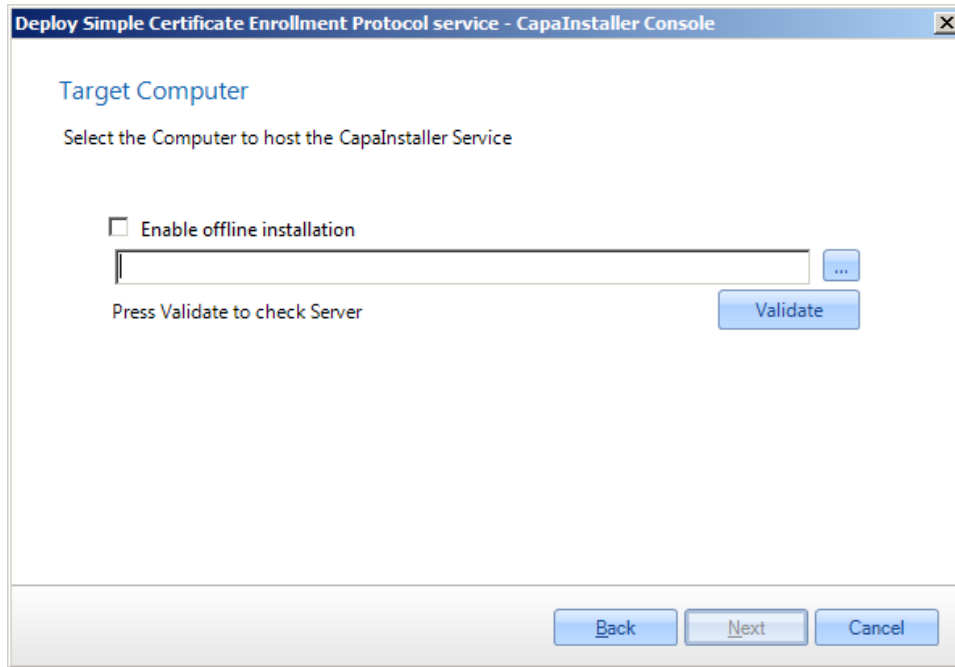 Deploy Simple Certificate Enrollment Protocol service - CapaInstaller Console
Target Computer
Select the Computer to host the CapaInstaller Service
Enable offline installation
...
Press Validate to check Server
Validate
Back
Next
Cancel